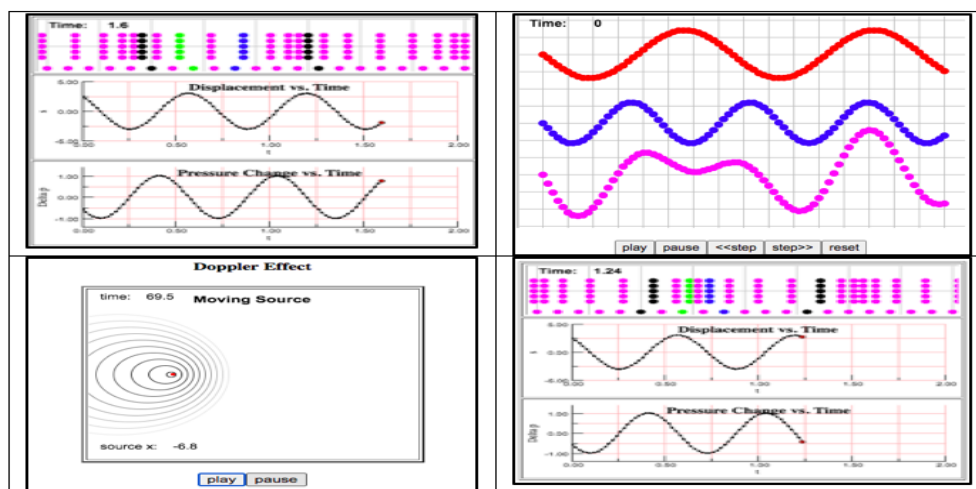 Time: 1.6
Displacement vs. Time
5.00
0.00
-5.00
x
0.00
0.50
1.00
1.50
2.00
t
Pressure Change vs. Time
1.00
0.00
-1.00
Delta p
0.00
0.50
1.00
1.50
2.00
t
Time: 0
play pause <<step step>> reset
Doppler Effect
time: 69.5 Moving Source
source x: -6.8
play pause
Time: 1.24
Displacement vs. Time
5.00
0.00
-5.00
x
0.00
0.50
1.00
1.50
2.00
t
Pressure Change vs. Time
1.00
0.00
-1.00
Delta p
0.00
0.50
1.00
1.50
2.00
t